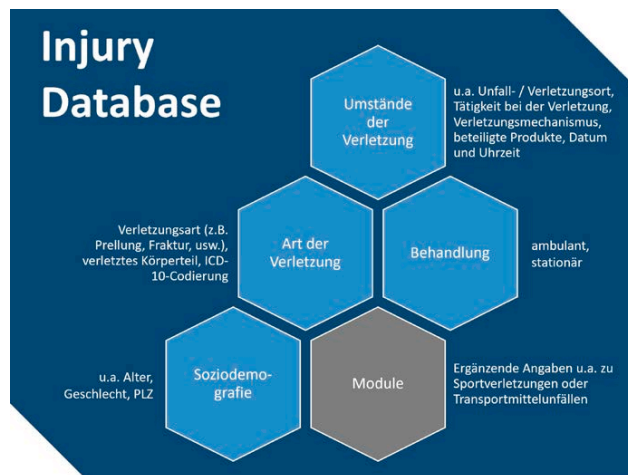 Injury
Database
Umstände
der
Verletzung
u.a. Unfall- / Verletzungsort,
Tätigkeit bei der Verletzung,
Verletzungsmechanismus,
beteiligte Produkte, Datum
und Uhrzeit
Verletzungsart (z.B.
Prellung, Fraktur, usw.),
verletztes Körperteil, ICD-
10-Codierung
Art der
Verletzung
Behandlung
ambulant,
stationär
u.a. Alter,
Geschlecht, PLZ
Soziodemo-
grafie
Module
Ergänzende Angaben u.a. zu
Sportverletzungen oder
Transportmittelunfällen